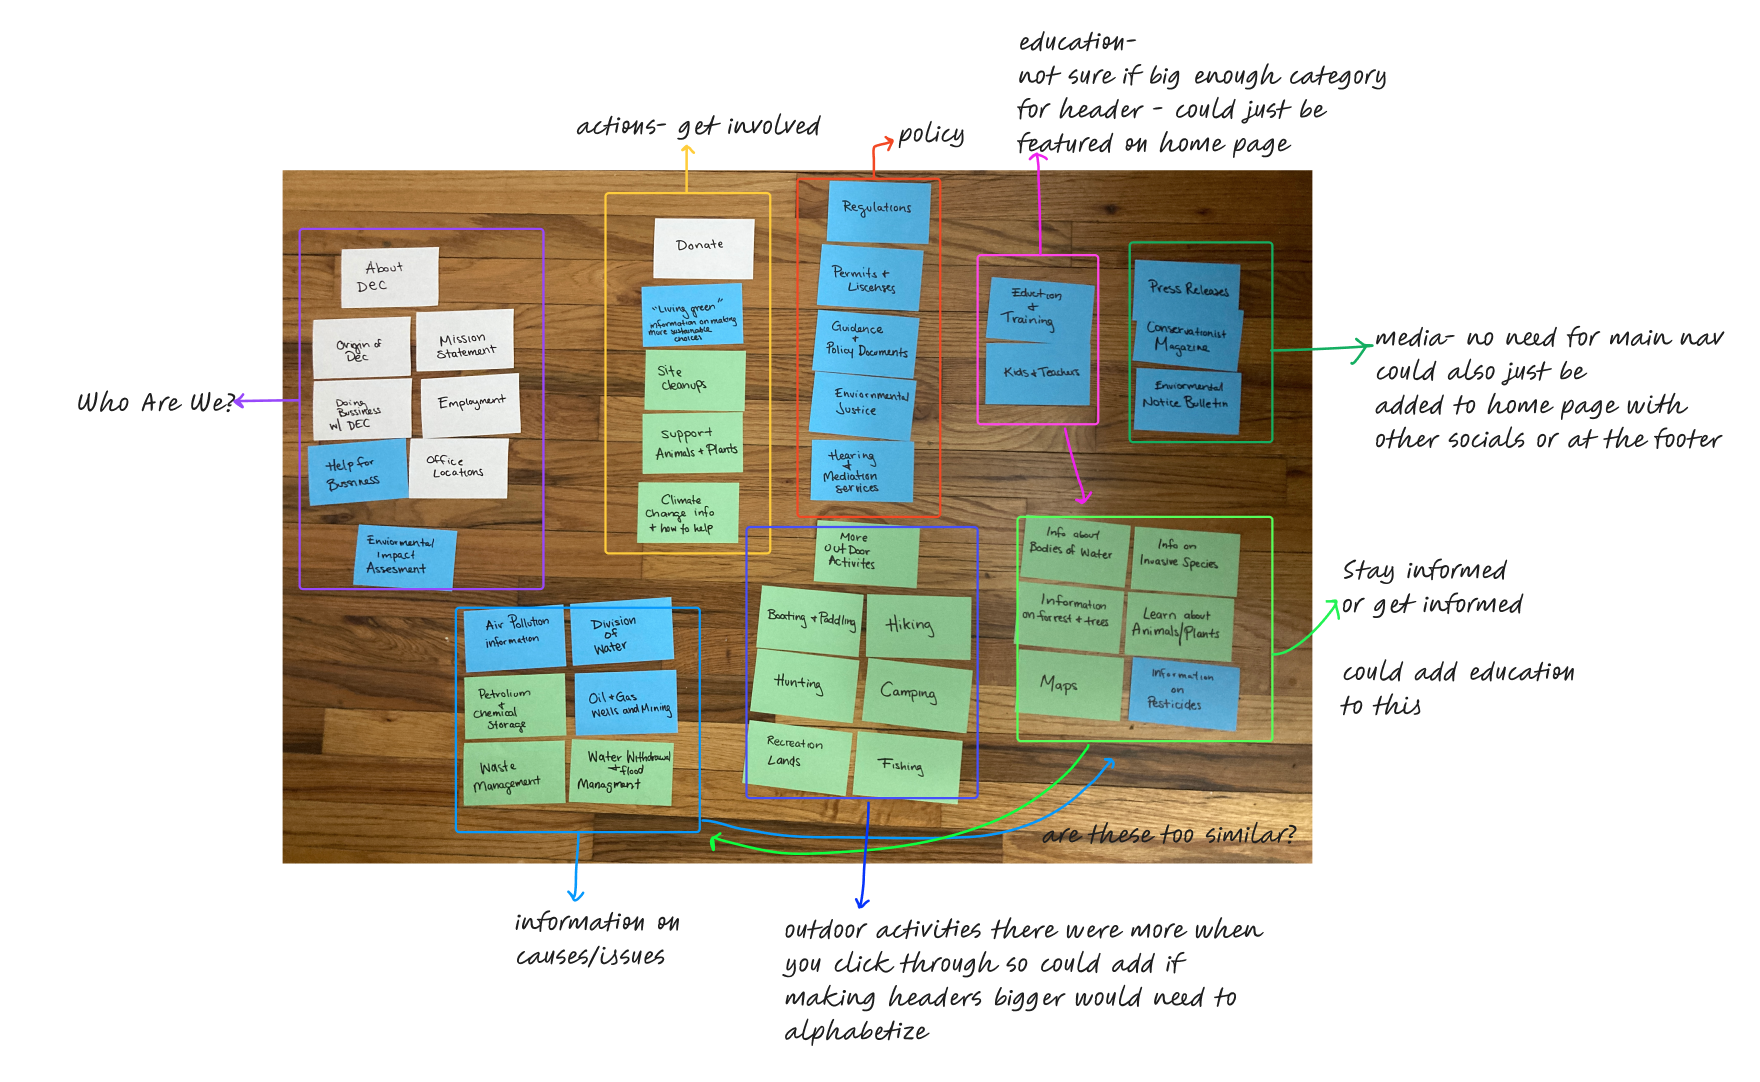 education-
not sure if big enough category
for header - could just be
featured on home page
actions- get involved
policy
Who Are We?
About
DEC
Origin of
Dec
Mission
Statement
Doing
Bussiness
w/ DEC
Employment
Help for
Bussiness
Office
Locations
Enviormental
Impact
Assesment
Donate
"Living green"
information on making
more sustainable
choices
Site
cleanups
Support
Animals + Plants
Climate
Change info
+ how to help
Regulations
Permits +
Liscenses
Guidance
+
Policy Documents
Enviornmental
Justice
Hearing
+
Mediation
Services
Eduction
+
Training
Kids + Teachers
Press Releases
Conservationist
Magazine
Enviormental
Notice Bulletin
media- no need for main nav
could also just be
added to home page with
other socials or at the footer
Air Pollution
information
Division
of
Water
Petrolium
+
Chemical
Storage
Oil + Gas
Wells and Mining
Waste
Management
Water Withdrawal
+ flood
Managment
More
OutDoor
Activites
Boating + Paddling
Hiking
Hunting
Camping
Recreation
Lands
Fishing
Info about
Bodies of Water
Info on
Invasive Species
Information
on forrest + trees
Learn about
Animals/Plants
Maps
Information
on
Pesticides
Stay informed
or get informed
could add education
to this
are these too similar?
information on
causes/issues
outdoor activities there were more when
you click through so could add if
making headers bigger would need to
alphabetize